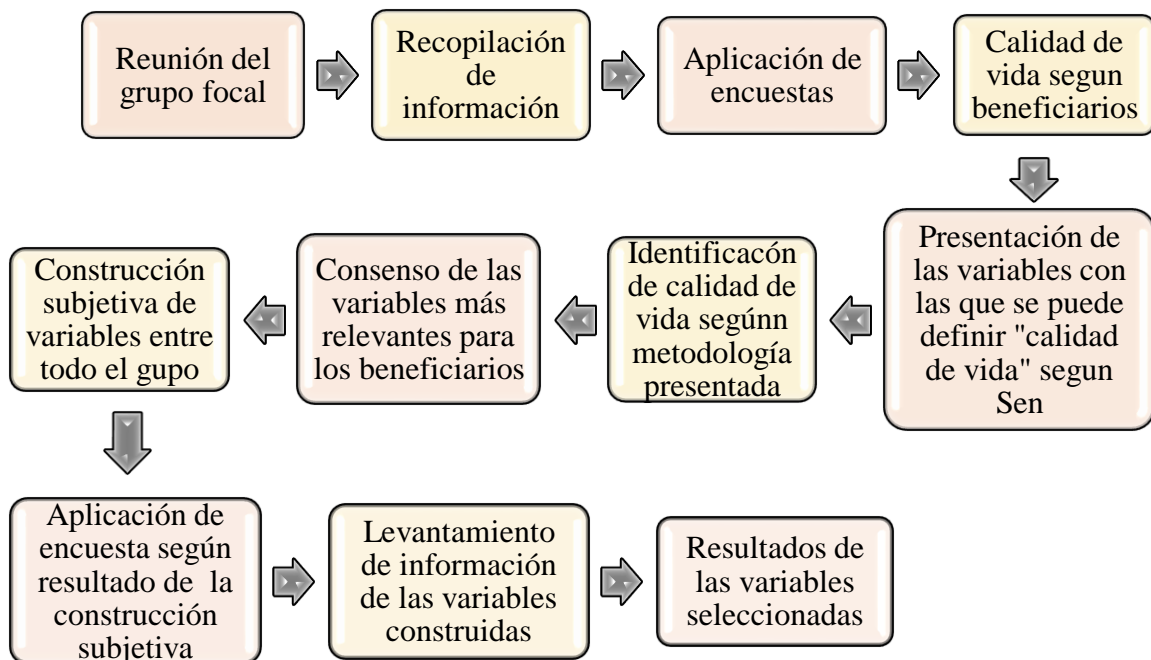 Reunión del
grupo focal
Recopilación
de
información
Aplicación de
encuestas
Calidad de
vida segun
beneficiarios
Presentación de
las variables con
las que se puede
definir "calidad
de vida" segun
Sen
Identificacón
de calidad de
vida segúnn
metodología
presentada
Consenso de las
variables más
relevantes para
los beneficiarios
Construcción
subjetiva de
variables entre
todo el gupo
Aplicación de
encuesta según
resultado de la
construcción
subjetiva
Levantamiento
de información
de las variables
construidas
Resultados de
las variables
seleccionadas